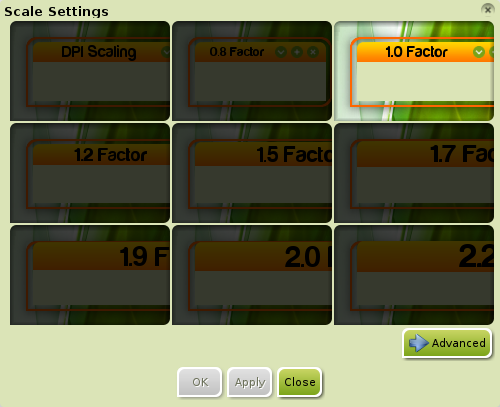 Scale Settings
DPI Scaling
0.8 Factor
1.0 Factor
1.2 Factor
1.5 Facto
1.7 Fac
1.9 F
2.0
2.2
Advanced
OK
Apply
Close